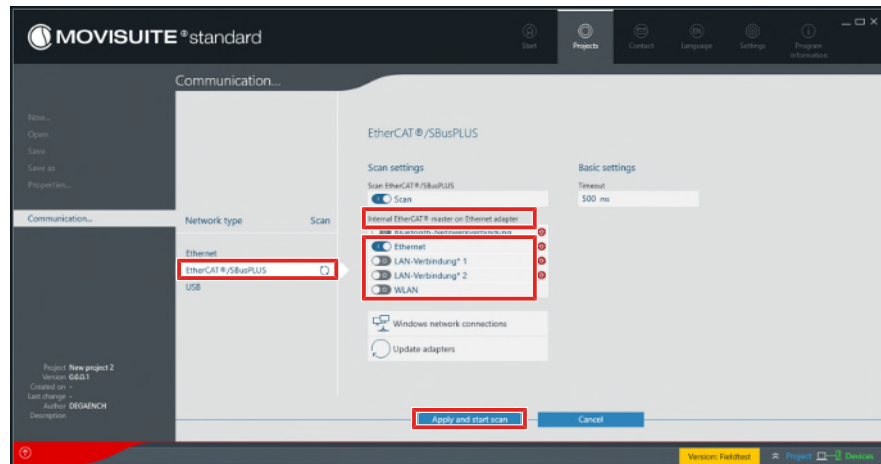 MOVISUITE® standard
Start
Projects
Contact
Language
EN
Settings
Program
information
Communication...
New...
Open
Save
Save as
Properties...
Communication...
Network type Scan
Ethernet
EtherCAT®/SBusPLUS
USB
EtherCAT®/SBusPLUS
Scan settings
Scan EtherCAT®/SBusPLUS
Scan
Internal EtherCAT® master on Ethernet adapter
Bluetooth-Netzwerkverbindung
Ethernet
LAN-Verbindung* 1
LAN-Verbindung* 2
WLAN
Windows network connections
Update adapters
Basic settings
Timeout
500 ms
Project New project 2
Version 0.0.0.1
Created on -
Last change -
Author DEGAENCH
Description
Apply and start scan
Cancel
Version: Fieldtest
Project
Devices